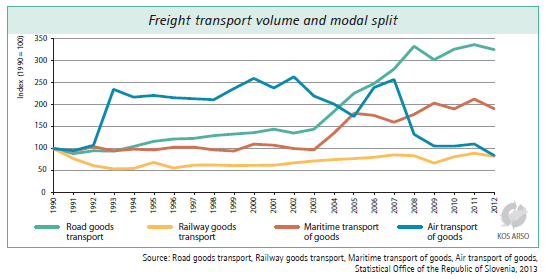 Freight transport volume and modal split
Index (1990=100)
350
300
250
200
150
100
50
0
1990
1991
1992
1993
1994
1995
1996
1997
1998
1999
2000
2001
2002
2003
2004
2005
2006
2007
2008
2009
2010
2011
2012
Road goods
transport
Railway goods
transport
Maritime transport
of goods
Air transport
of goods
KOS ARSO
Source: Road goods transport, Railway goods transport, Maritime transport of goods, Air transport of goods,
Statistical Office of the Republic of Slovenia, 2013